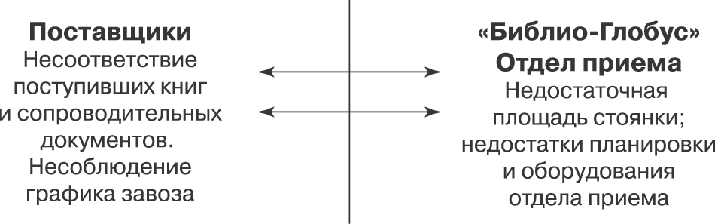 Поставщики
Несоответствие
поступивших книг
и сопроводительных
документов.
Несоблюдение
графика завоза
«Библио-Глобус»
Отдел приема
Недостаточная
площадь стоянки;
недостатки планировки
и оборудования
отдела приема